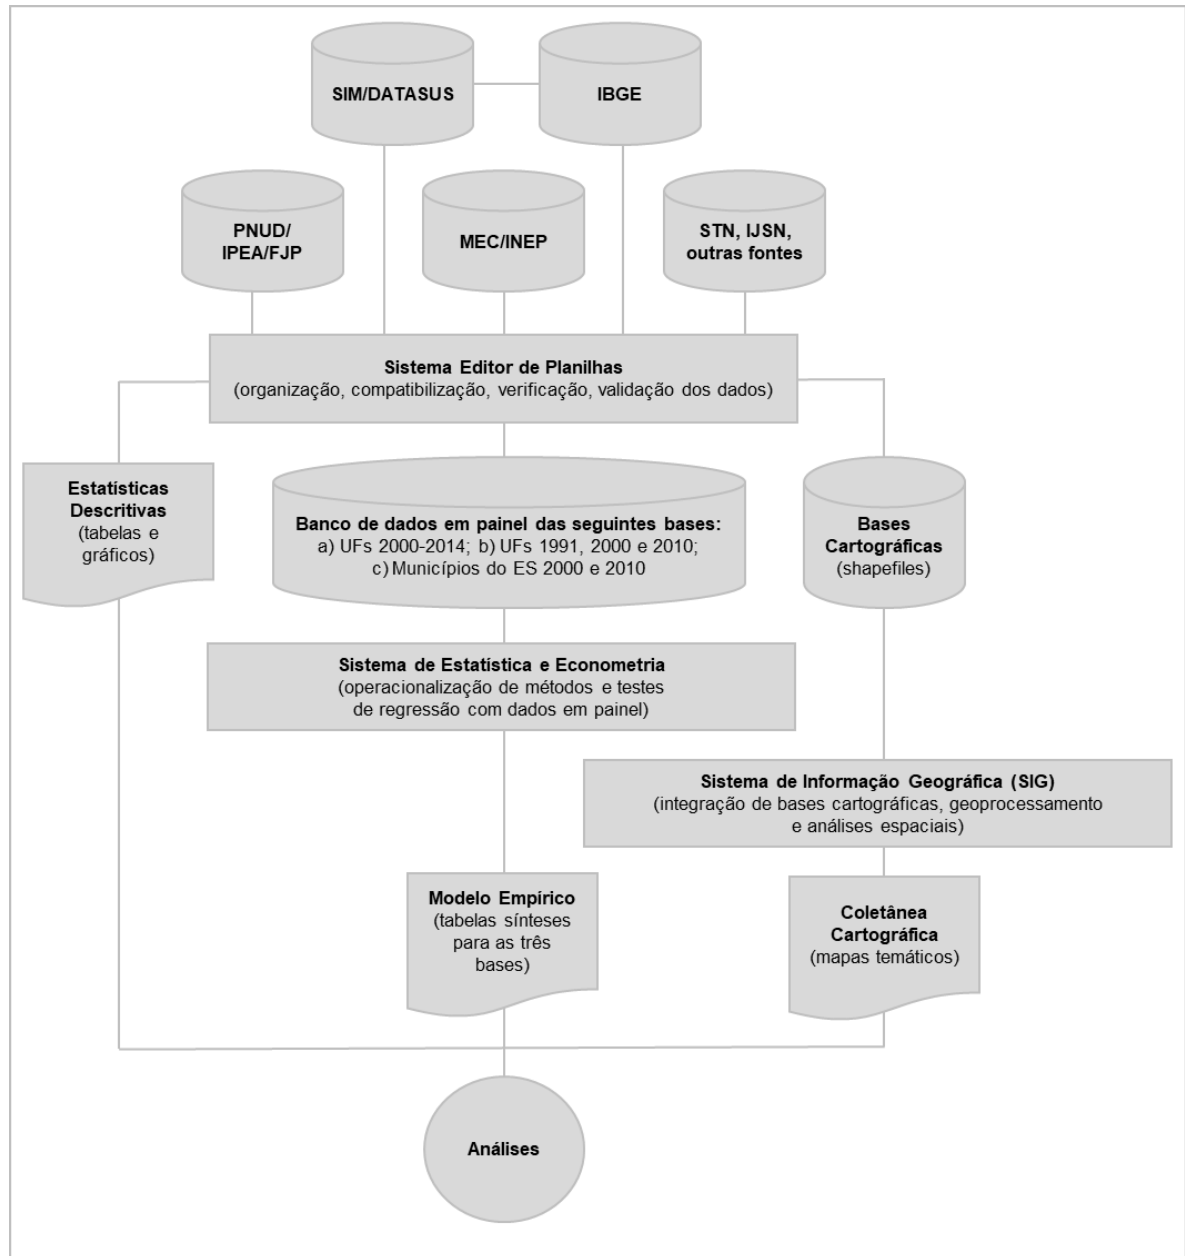 SIM/DATASUS
IBGE
PNUD/
IPEA/FJP
MEC/INEP
STN, IJSN,
outras fontes
Sistema Editor de Planilhas
(organização, compatibilização, verificação, validação dos dados)
Estatísticas
Descritivas
(tabelas e
gráficos)
Banco de dados em painel das seguintes bases:
a) UFs 2000-2014; b) UFs 1991, 2000 e 2010;
c) Municípios do ES 2000 e 2010
Bases
Cartográficas
(shapefiles)
Sistema de Estatística e Econometria
(operacionalização de métodos e testes
de regressão com dados em painel)
Sistema de Informação Geográfica (SIG)
(integração de bases cartográficas, geoprocessamento
e análises espaciais)
Modelo Empírico
(tabelas sínteses
para as três
bases)
Coletânea
Cartográfica
(mapas temáticos)
Análises